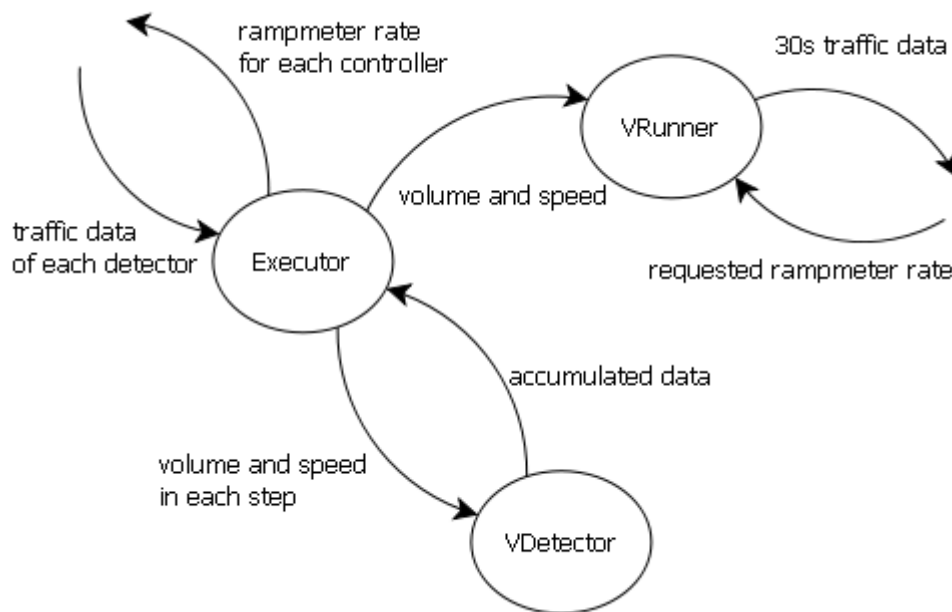 rampmeter rate
for each controller
30s traffic data
VRunner
volume and speed
traffic data
of each detector
Executor
requested rampmeter rate
accumulated data
volume and speed
in each step
VDetector